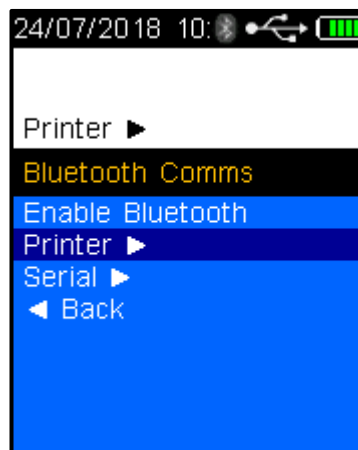 24/07/2018 10:
Printer ►
Bluetooth Comms
Enable Bluetooth
Printer ►
Serial ►
◄ Back